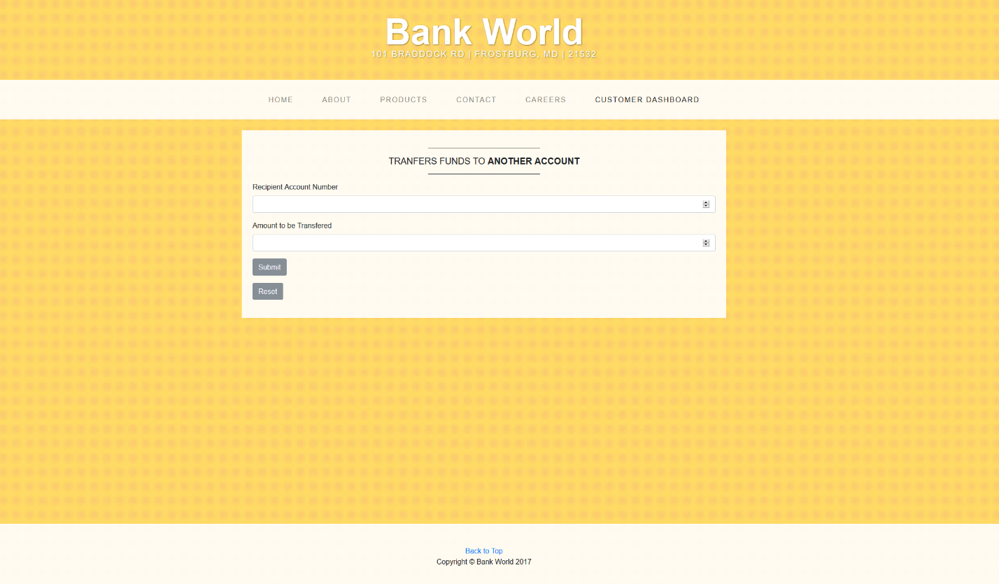 Bank World
101 BRADDOCK RD | FROSTBURG, MD | 21532
HOME ABOUT PRODUCTS CONTACT CAREERS CUSTOMER DASHBOARD
TRANFERS FUNDS TO ANOTHER ACCOUNT
Recipient Account Number
Amount to be Transfered
Submit
Reset
Back to Top
Copyright © Bank World 2017